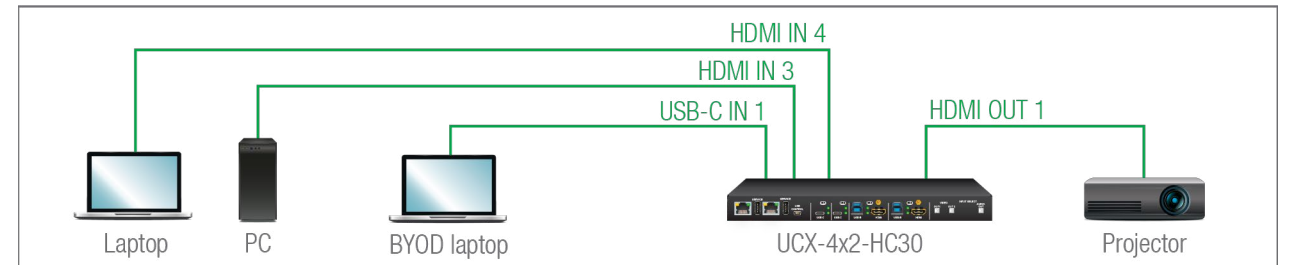 HDMI IN 4
HDMI IN 3
USB-C IN 1
HDMI OUT 1
Laptop
PC
BYOD laptop
UCX-4x2-HC30
Projector